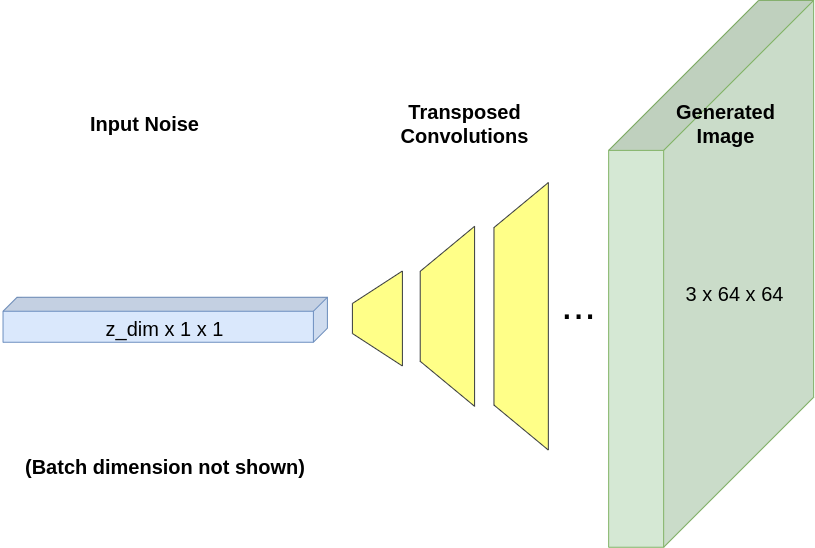 Input Noise
Transposed
Convolutions
Generated
Image
z_dim x 1 x 1
...
3 x 64 x 64
(Batch dimension not shown)